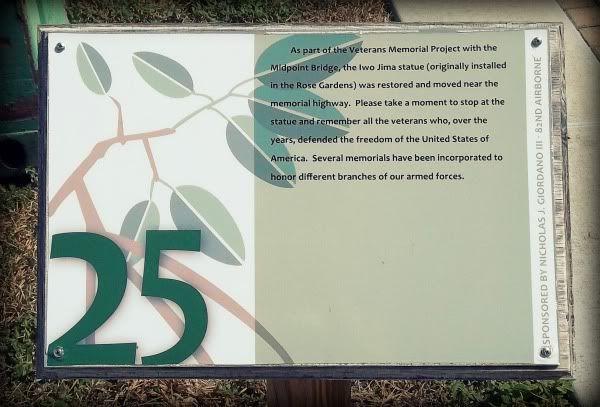 As part of the Veterans Memorial Project with the
Midpoint Bridge, the Iwo Jima statue (originally installed
in the Rose Gardens) was restored and moved near the
memorial highway. Please take a moment to stop at the
statue and remember all the veterans who, over the
years, defended the freedom of the United States of
America. Several memorials have been incorporated to
honor different branches of our armed forces.
25
SPONSORED BY NICHOLAS J. GIORDANO III - 82ND AIRBORNE